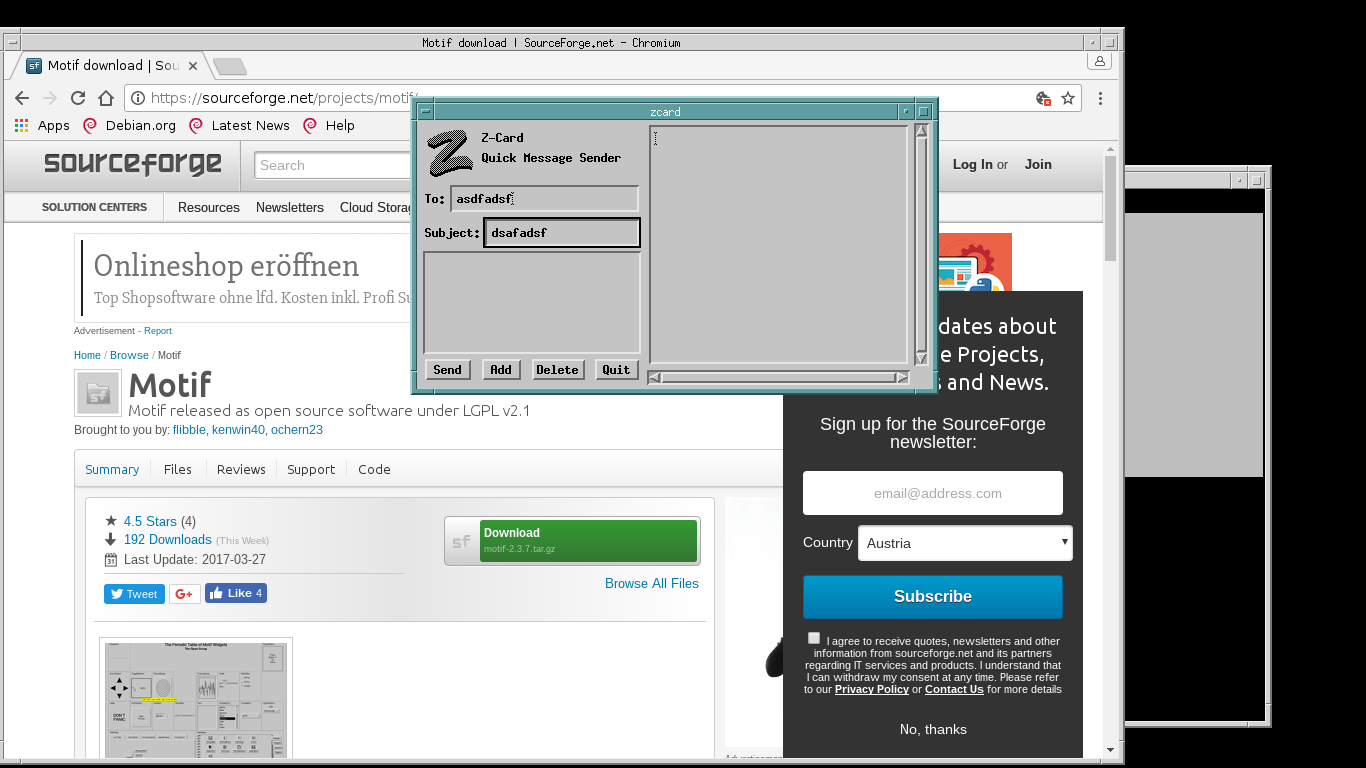 Motif download | SourceForge.net - Chromium
Motif download | Sou
https://sourceforge.net/projects/motif/
Apps
Debian.org
Latest News
Help
zcard
Z-Card
Quick Message Sender
To: asdfadsf
Subject: dsafadsf
Send Add Delete Quit
sourceforge
Search
Log In or Join
SOLUTION CENTERS
Resources
Newsletters
Cloud Storag
Onlineshop eröffnen
Top Shopsoftware ohne lfd. Kosten inkl. Profi Su
Advertisement - Report
Home / Browse / Motif
Motif
Motif released as open source software under LGPL v2.1
Brought to you by: flibble, kenwin40, ochern23
Summary Files Reviews Support Code
4.5 Stars (4)
192 Downloads (This Week)
31 Last Update: 2017-03-27
Tweet
G+
Like 4
sf
Download
motif-2.3.7.tar.gz
Browse All Files
The Periodic Table of Motif Widgets
DON'T
PANIC
dates about
e Projects,
s and News.
Sign up for the SourceForge
newsletter:
email@address.com
Country Austria
Subscribe
I agree to receive quotes, newsletters and other
information from sourceforge.net and its partners
regarding IT services and products. I understand that
I can withdraw my consent at any time. Please refer
to our Privacy Policy or Contact Us for more details
No, thanks